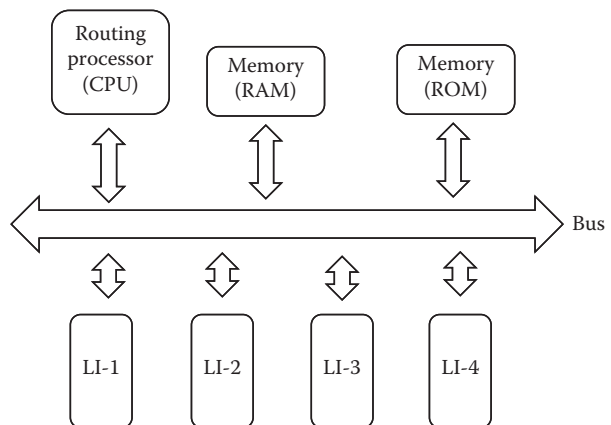 Routing
processor
(CPU)
Memory
(RAM)
Memory
(ROM)
Bus
LI-1
LI-2
LI-3
LI-4